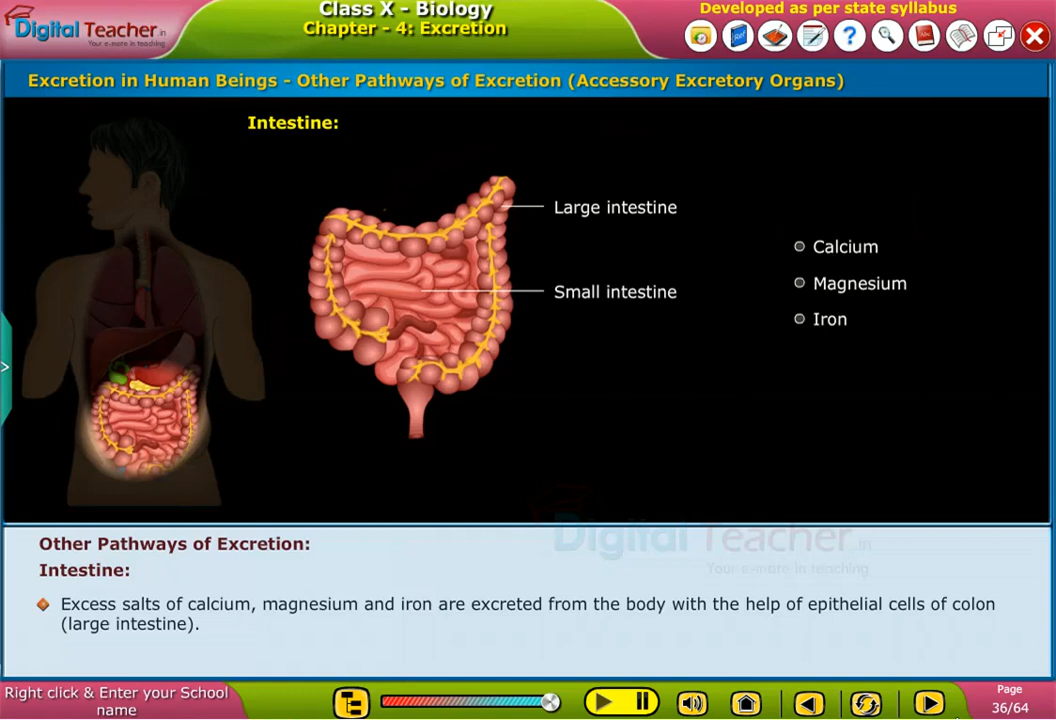 Digital Teacher.in
Your e-mate in teaching
Class X - Biology
Chapter - 4: Excretion
Developed as per state syllabus
Excretion in Human Beings - Other Pathways of Excretion (Accessory Excretory Organs)
Intestine:
Large intestine
Small intestine
Calcium
Magnesium
Iron
Digital Teacher.in
Your e-mate in teaching
Other Pathways of Excretion:
Intestine:
Excess salts of calcium, magnesium and iron are excreted from the body with the help of epithelial cells of colon
(large intestine).
Right click & Enter your School
name
Page
36/64